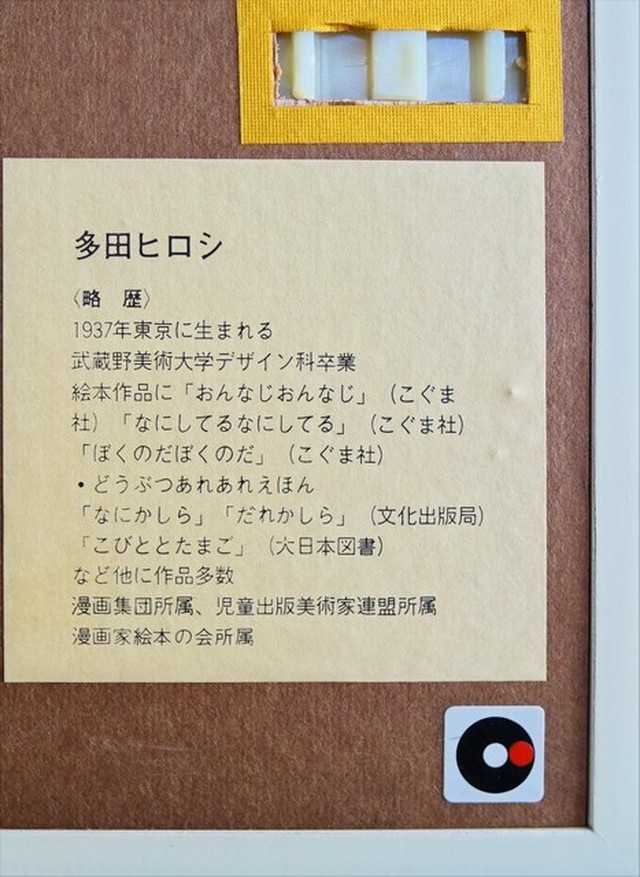 多田ヒロシ
〈略　歴〉
1937年東京に生まれる
武蔵野美術大学デザイン科卒業
絵本作品に「おんなじおんなじ」（こぐま
社）「なにしてるなにしてる」（こぐま社）
「ぼくのだぼくのだ」（こぐま社）
・どうぶつあれあれえほん
「なにかしら」「だれかしら」（文化出版局）
「こびととたまご」（大日本図書）
など他に作品多数
漫画集団所属、児童出版美術家連盟所属
漫画家絵本の会所属